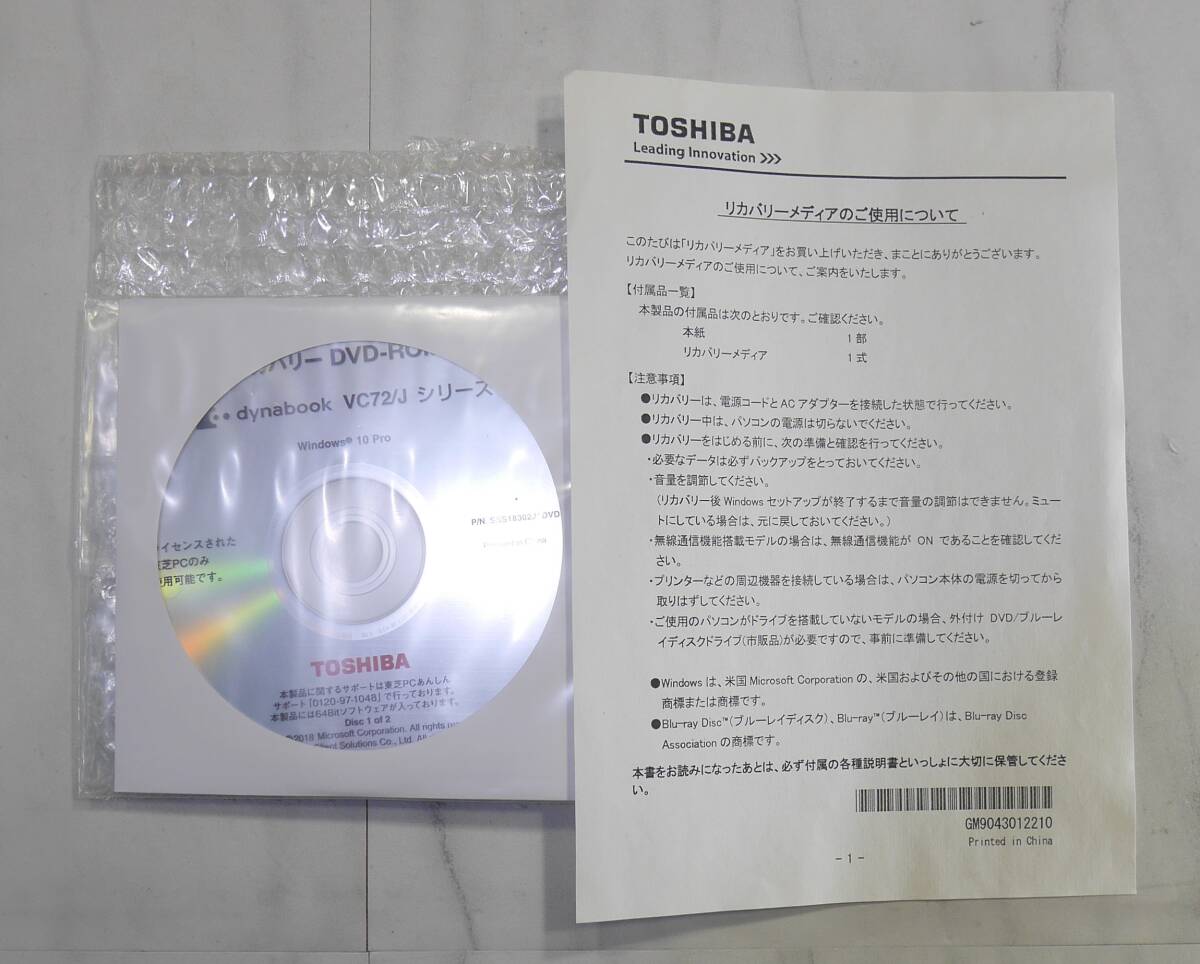 バリー DVD-ROM
dynabook VC72/J シリーズ
Windows® 10 Pro
P/N. SSS18302J* DVD
Printed in China
イセンスされた
芝PCのみ
使用可能です。
TOSHIBA
本製品に関するサポートは東芝PCあんしん
サポート「0120-97-1048」で行っております。
本製品には64Bitソフトウェアが入っております。
Disc 1 of 2
©2018 Microsoft Corporation. All rights
Client Solutions Co., Ltd. All
TOSHIBA
Leading Innovation >>>
リカバリーメディアのご使用について
このたびは「リカバリーメディア」をお買い上げいただき、まことにありがとうございます。
リカバリーメディアのご使用について、ご案内をいたします。
【付属品一覧】
本製品の付属品は次のとおりです。ご確認ください。
本紙 1 部
リカバリーメディア 1 式
【注意事項】
●リカバリーは、電源コードと AC アダプターを接続した状態で行ってください。
●リカバリー中は、パソコンの電源は切らないでください。
●リカバリーをはじめる前に、次の準備と確認を行ってください。
・必要なデータは必ずバックアップをとっておいてください。
・音量を調節してください。
（リカバリー後 Windows セットアップが終了するまで音量の調節はできません。ミュー
トにしている場合は、元に戻しておいてください。）
・無線通信機能搭載モデルの場合は、無線通信機能が ON であることを確認してくだ
さい。
・プリンターなどの周辺機器を接続している場合は、パソコン本体の電源を切ってから
取りはずしてください。
・ご使用のパソコンがドライブを搭載していないモデルの場合、外付け DVD/ブルーレ
イディスクドライブ(市販品)が必要ですので、事前に準備してください。
●Windows は、米国 Microsoft Corporation の、米国およびその他の国における登録
商標または商標です。
●Blu-ray Disc™(ブルーレイディスク)、Blu-ray™(ブルーレイ)は、Blu-ray Disc
Association の商標です。
本書をお読みになったあとは、必ず付属の各種説明書といっしょに大切に保管してくださ
い。
GM9043012210
Printed in China
- 1 -